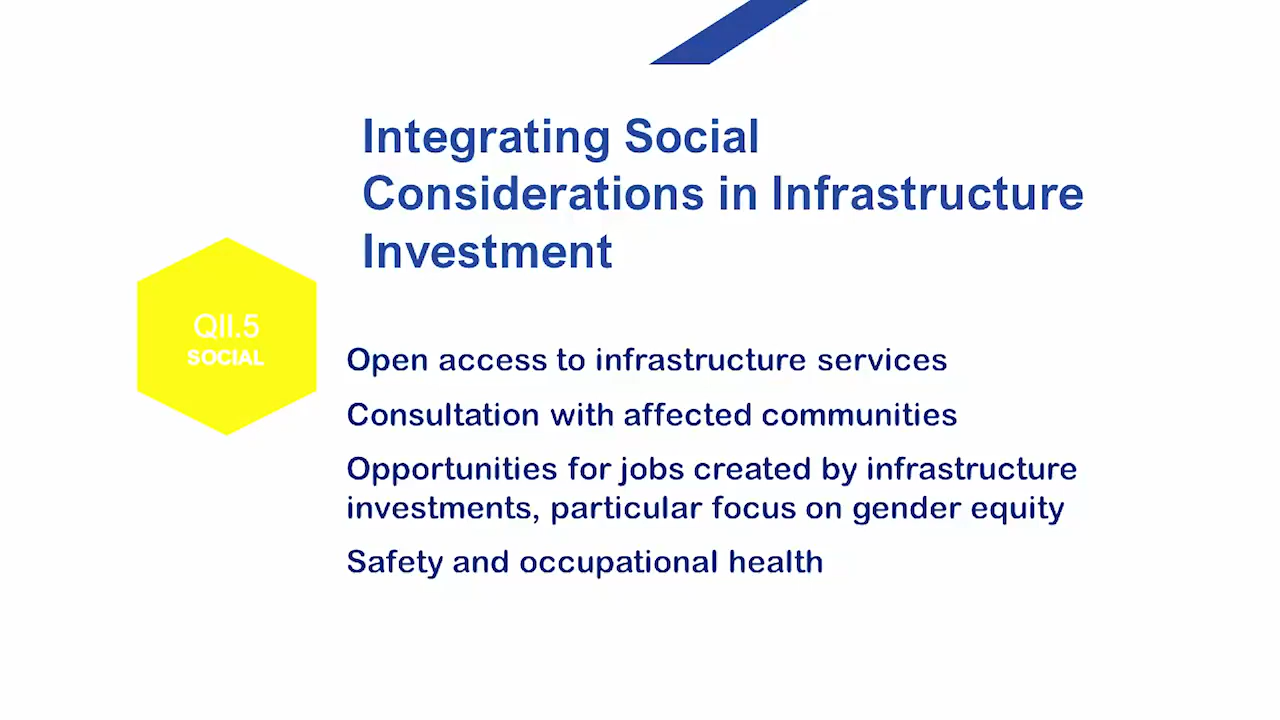 Integrating Social
Considerations in Infrastructure
Investment
QII.5
SOCIAL
Open access to infrastructure services
Consultation with affected communities
Opportunities for jobs created by infrastructure
investments, particular focus on gender equity
Safety and occupational health